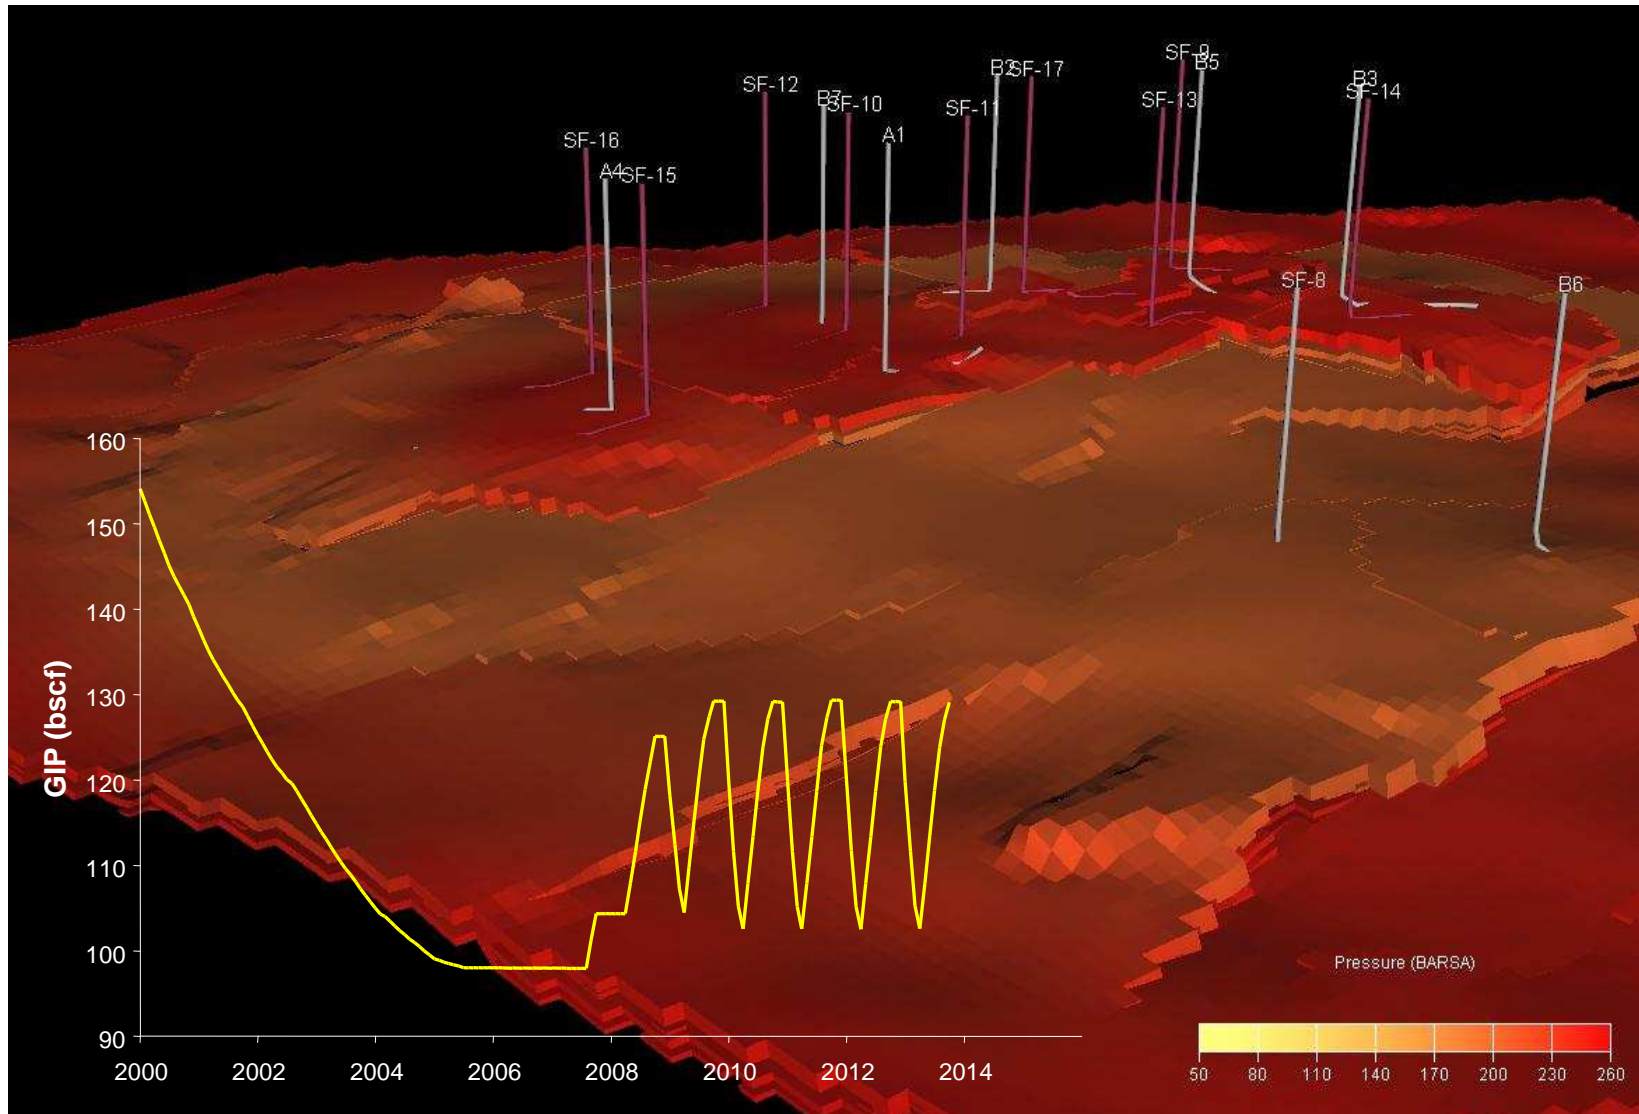 SF-9
B5
B2
SF-17
B3
SF-12
SF-14
B7
SF-10
SF-11
SF-13
A1
SF-16
A4
SF-15
SF-8
B6
160
150
140
130
120
110
100
90
GIP (bscf)
2000 2002 2004 2006 2008 2010 2012 2014
Pressure (BARSA)
50 80 110 140 170 200 230 260